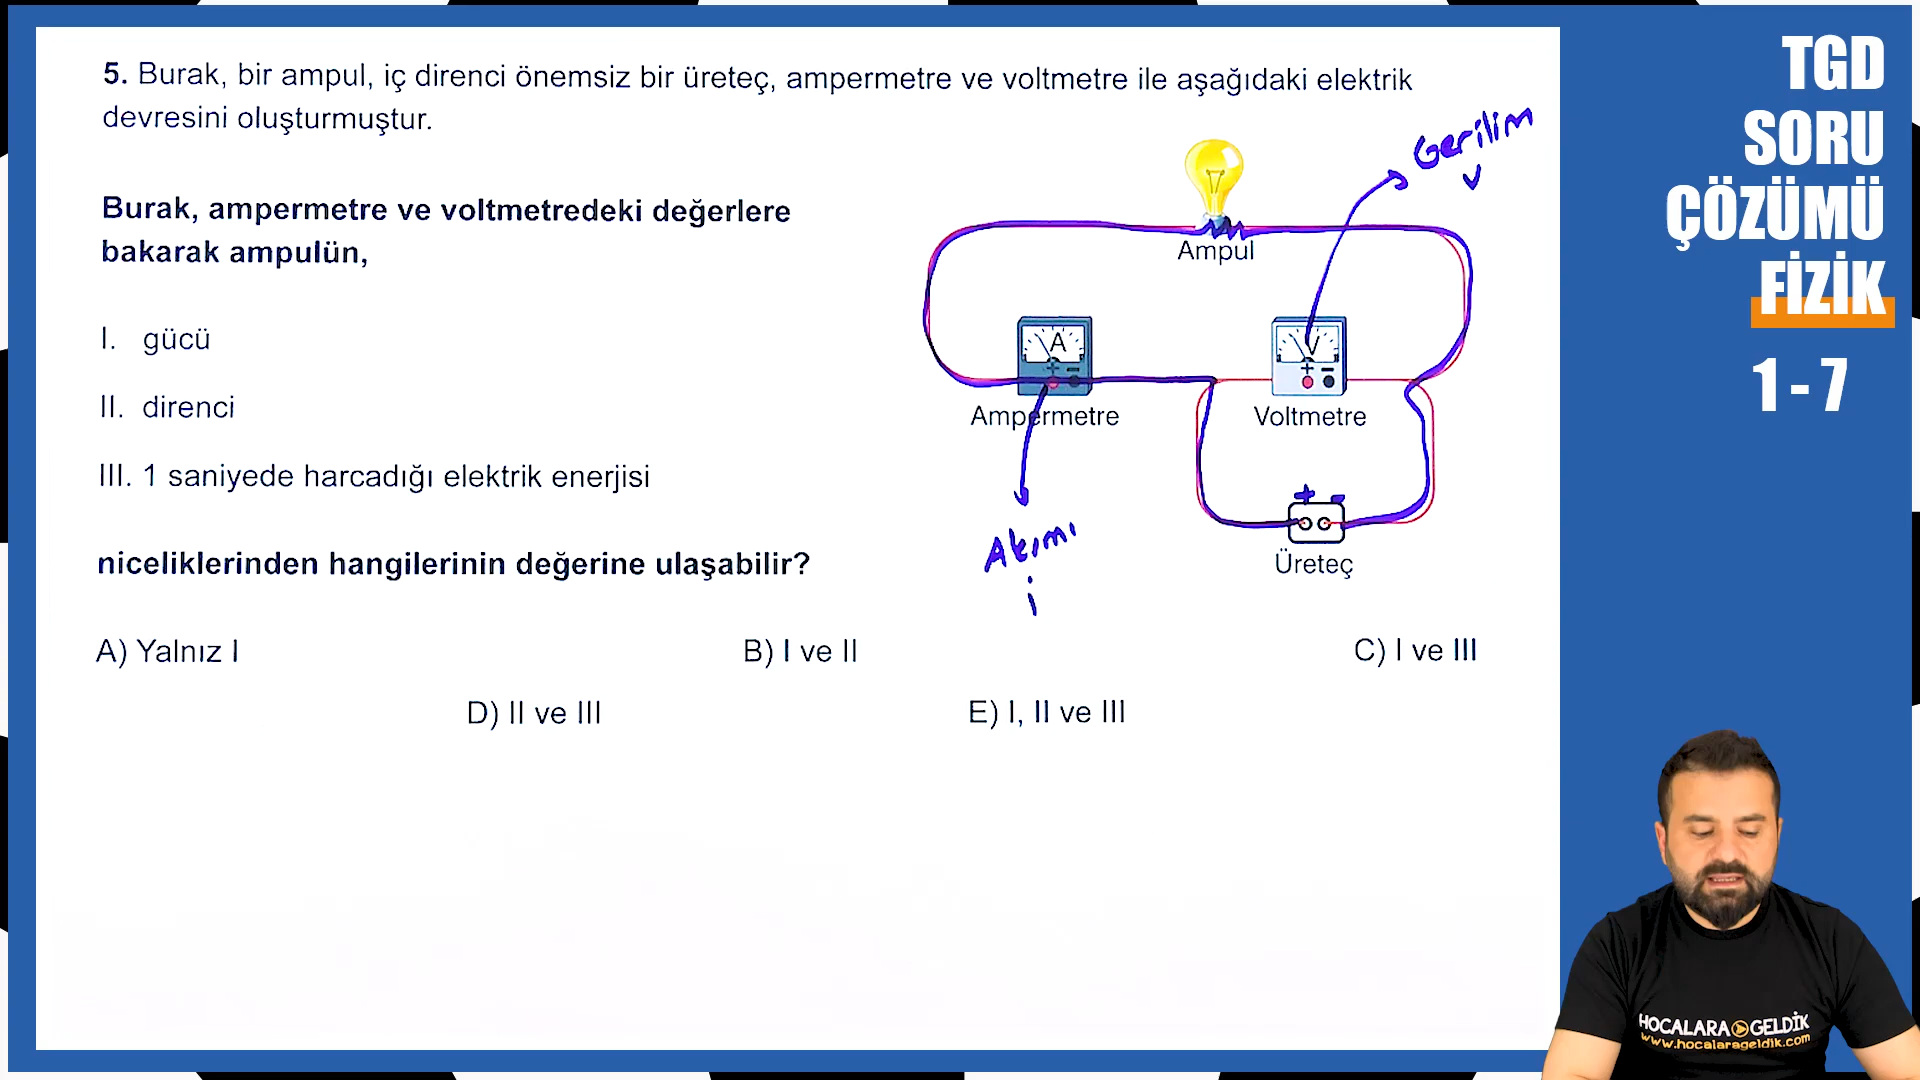 5. Burak, bir ampul, iç direnci önemsiz bir üreteç, ampermetre ve voltmetre ile aşağıdaki elektrik
devresini oluşturmuştur.
Burak, ampermetre ve voltmetredeki değerlere
bakarak ampulün,
I. gücü
II. direnci
III. 1 saniyede harcadığı elektrik enerjisi
niceliklerinden hangilerinin değerine ulaşabilir?
A) Yalnız I
B) I ve II
C) I ve III
D) II ve III
E) I, II ve III
Gerilim
V
Ampul
A
+ -
Ampermetre
V
+ -
Voltmetre
Akımı
i
+ -
Üreteç
TGD
SORU
ÇÖZÜMÜ
FİZİK
1 - 7
HOCALARA GELDİK
www.hocalarageldik.com